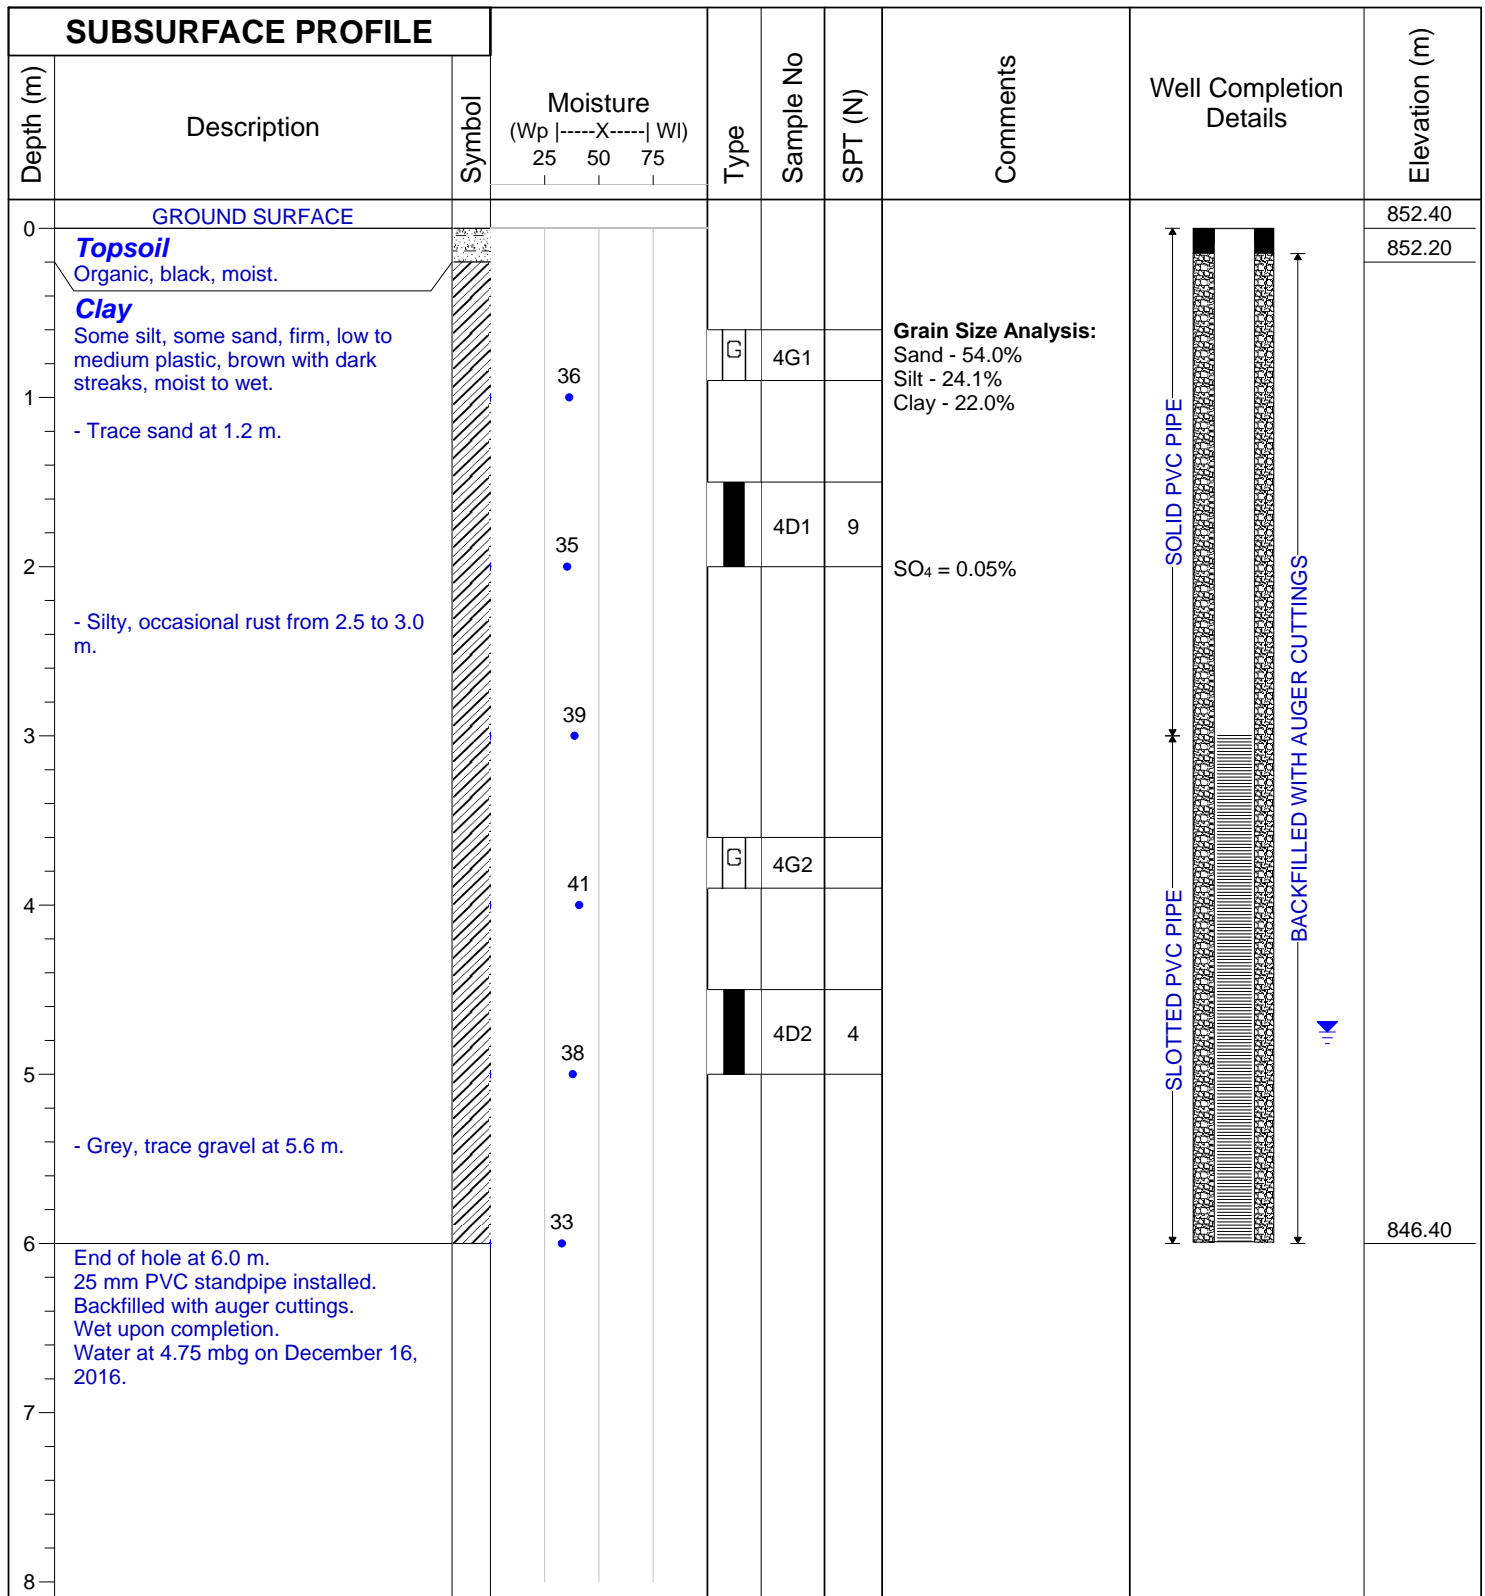 SUBSURFACE PROFILE
Depth (m)
Description
Symbol
Moisture
(Wp |-----X-----| Wl)
25 50 75
Type
Sample No
SPT (N)
Comments
Well Completion
Details
Elevation (m)
0
GROUND SURFACE
852.40
Topsoil
Organic, black, moist.
852.20
Clay
Some silt, some sand, firm, low to
medium plastic, brown with dark
streaks, moist to wet.
G
4G1
Grain Size Analysis:
Sand - 54.0%
Silt - 24.1%
Clay - 22.0%
36
1
- Trace sand at 1.2 m.
SOLID PVC PIPE
4D1
9
35
2
SO₄ = 0.05%
- Silty, occasional rust from 2.5 to 3.0
m.
BACKFILLED WITH AUGER CUTTINGS
39
3
G
4G2
41
4
SLOTTED PVC PIPE
4D2
4
38
5
- Grey, trace gravel at 5.6 m.
33
6
846.40
End of hole at 6.0 m.
25 mm PVC standpipe installed.
Backfilled with auger cuttings.
Wet upon completion.
Water at 4.75 mbg on December 16,
2016.
7
8